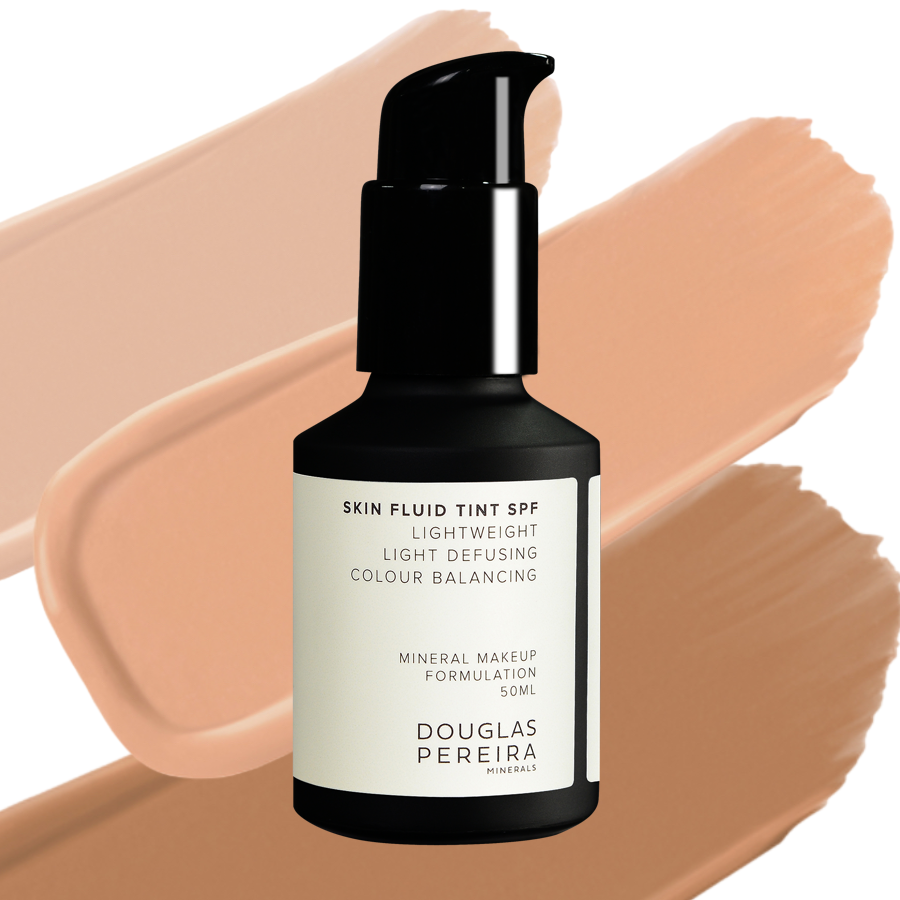 SKIN FLUID TINT SPF
LIGHTWEIGHT
LIGHT DEFUSING
COLOUR BALANCING
MINERAL MAKEUP
FORMULATION
50ML
DOUGLAS
PEREIRA
MINERALS